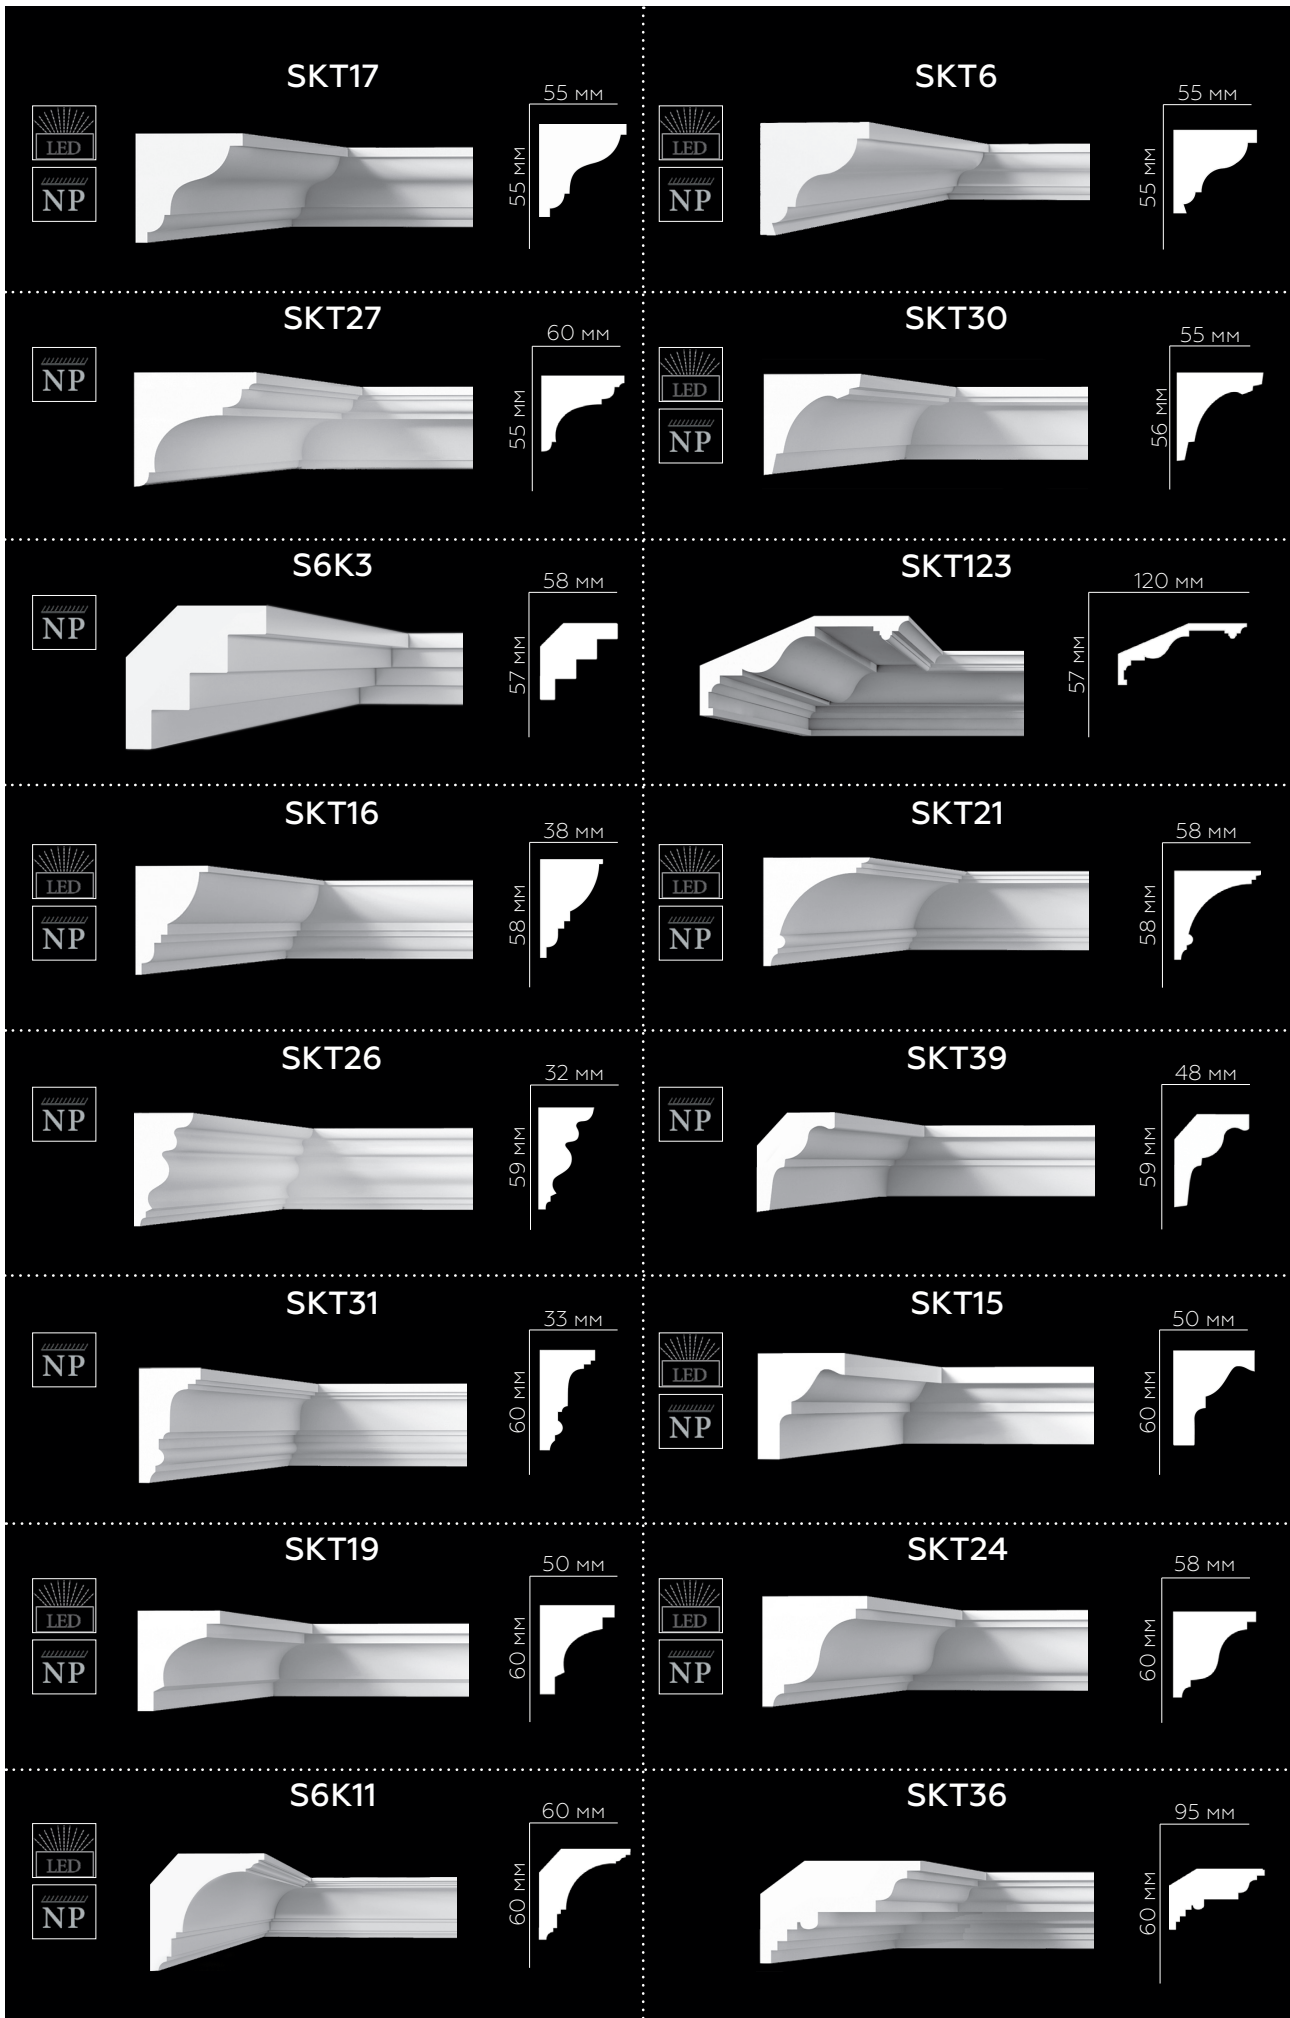 SKT17
55 мм
55 мм
LED
NP
SKT6
55 мм
55 мм
LED
NP
SKT27
60 мм
55 мм
NP
SKT30
55 мм
56 мм
LED
NP
S6K3
58 мм
57 мм
NP
SKT123
120 мм
57 мм
SKT16
38 мм
58 мм
LED
NP
SKT21
58 мм
58 мм
LED
NP
SKT26
32 мм
59 мм
NP
SKT39
48 мм
59 мм
NP
SKT31
33 мм
60 мм
NP
SKT15
50 мм
60 мм
LED
NP
SKT19
50 мм
60 мм
LED
NP
SKT24
58 мм
60 мм
LED
NP
S6K11
60 мм
60 мм
LED
NP
SKT36
95 мм
60 мм